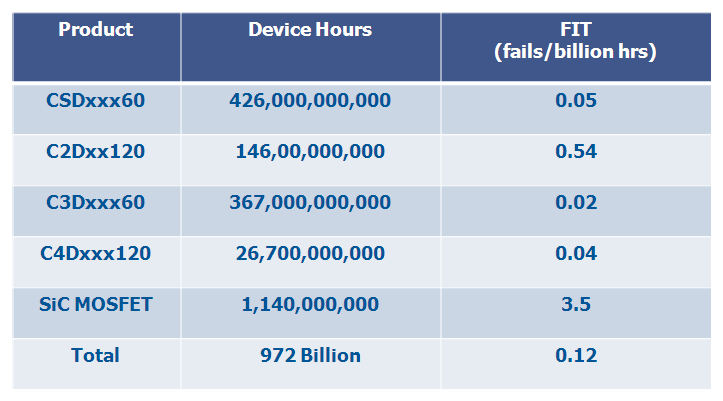 Product Device Hours FIT
(fails/billion hrs)
CSDxxx60 426,000,000,000 0.05
C2Dxx120 146,00,000,000 0.54
C3Dxxx60 367,000,000,000 0.02
C4Dxxx120 26,700,000,000 0.04
SiC MOSFET 1,140,000,000 3.5
Total 972 Billion 0.12